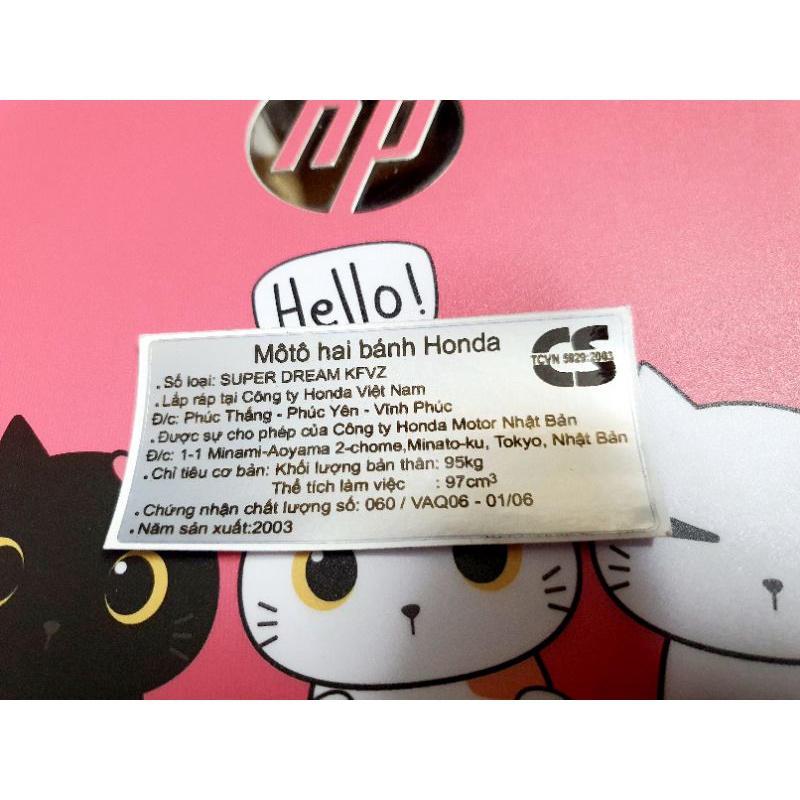 hp
Hello!
Môtô hai bánh Honda
CS
TCVN 5929:2003
. Số loại: SUPER DREAM KFVZ
. Lắp ráp tại Công ty Honda Việt Nam
Đ/c: Phúc Thắng - Phúc Yên - Vĩnh Phúc
. Được sự cho phép của Công ty Honda Motor Nhật Bản
Đ/c: 1-1 Minami-Aoyama 2-chome,Minato-ku, Tokyo, Nhật Bản
. Chỉ tiêu cơ bản: Khối lượng bản thân: 95kg
Thể tích làm việc : 97cm³
. Chứng nhận chất lượng số: 060 / VAQ06 - 01/06
. Năm sản xuất:2003